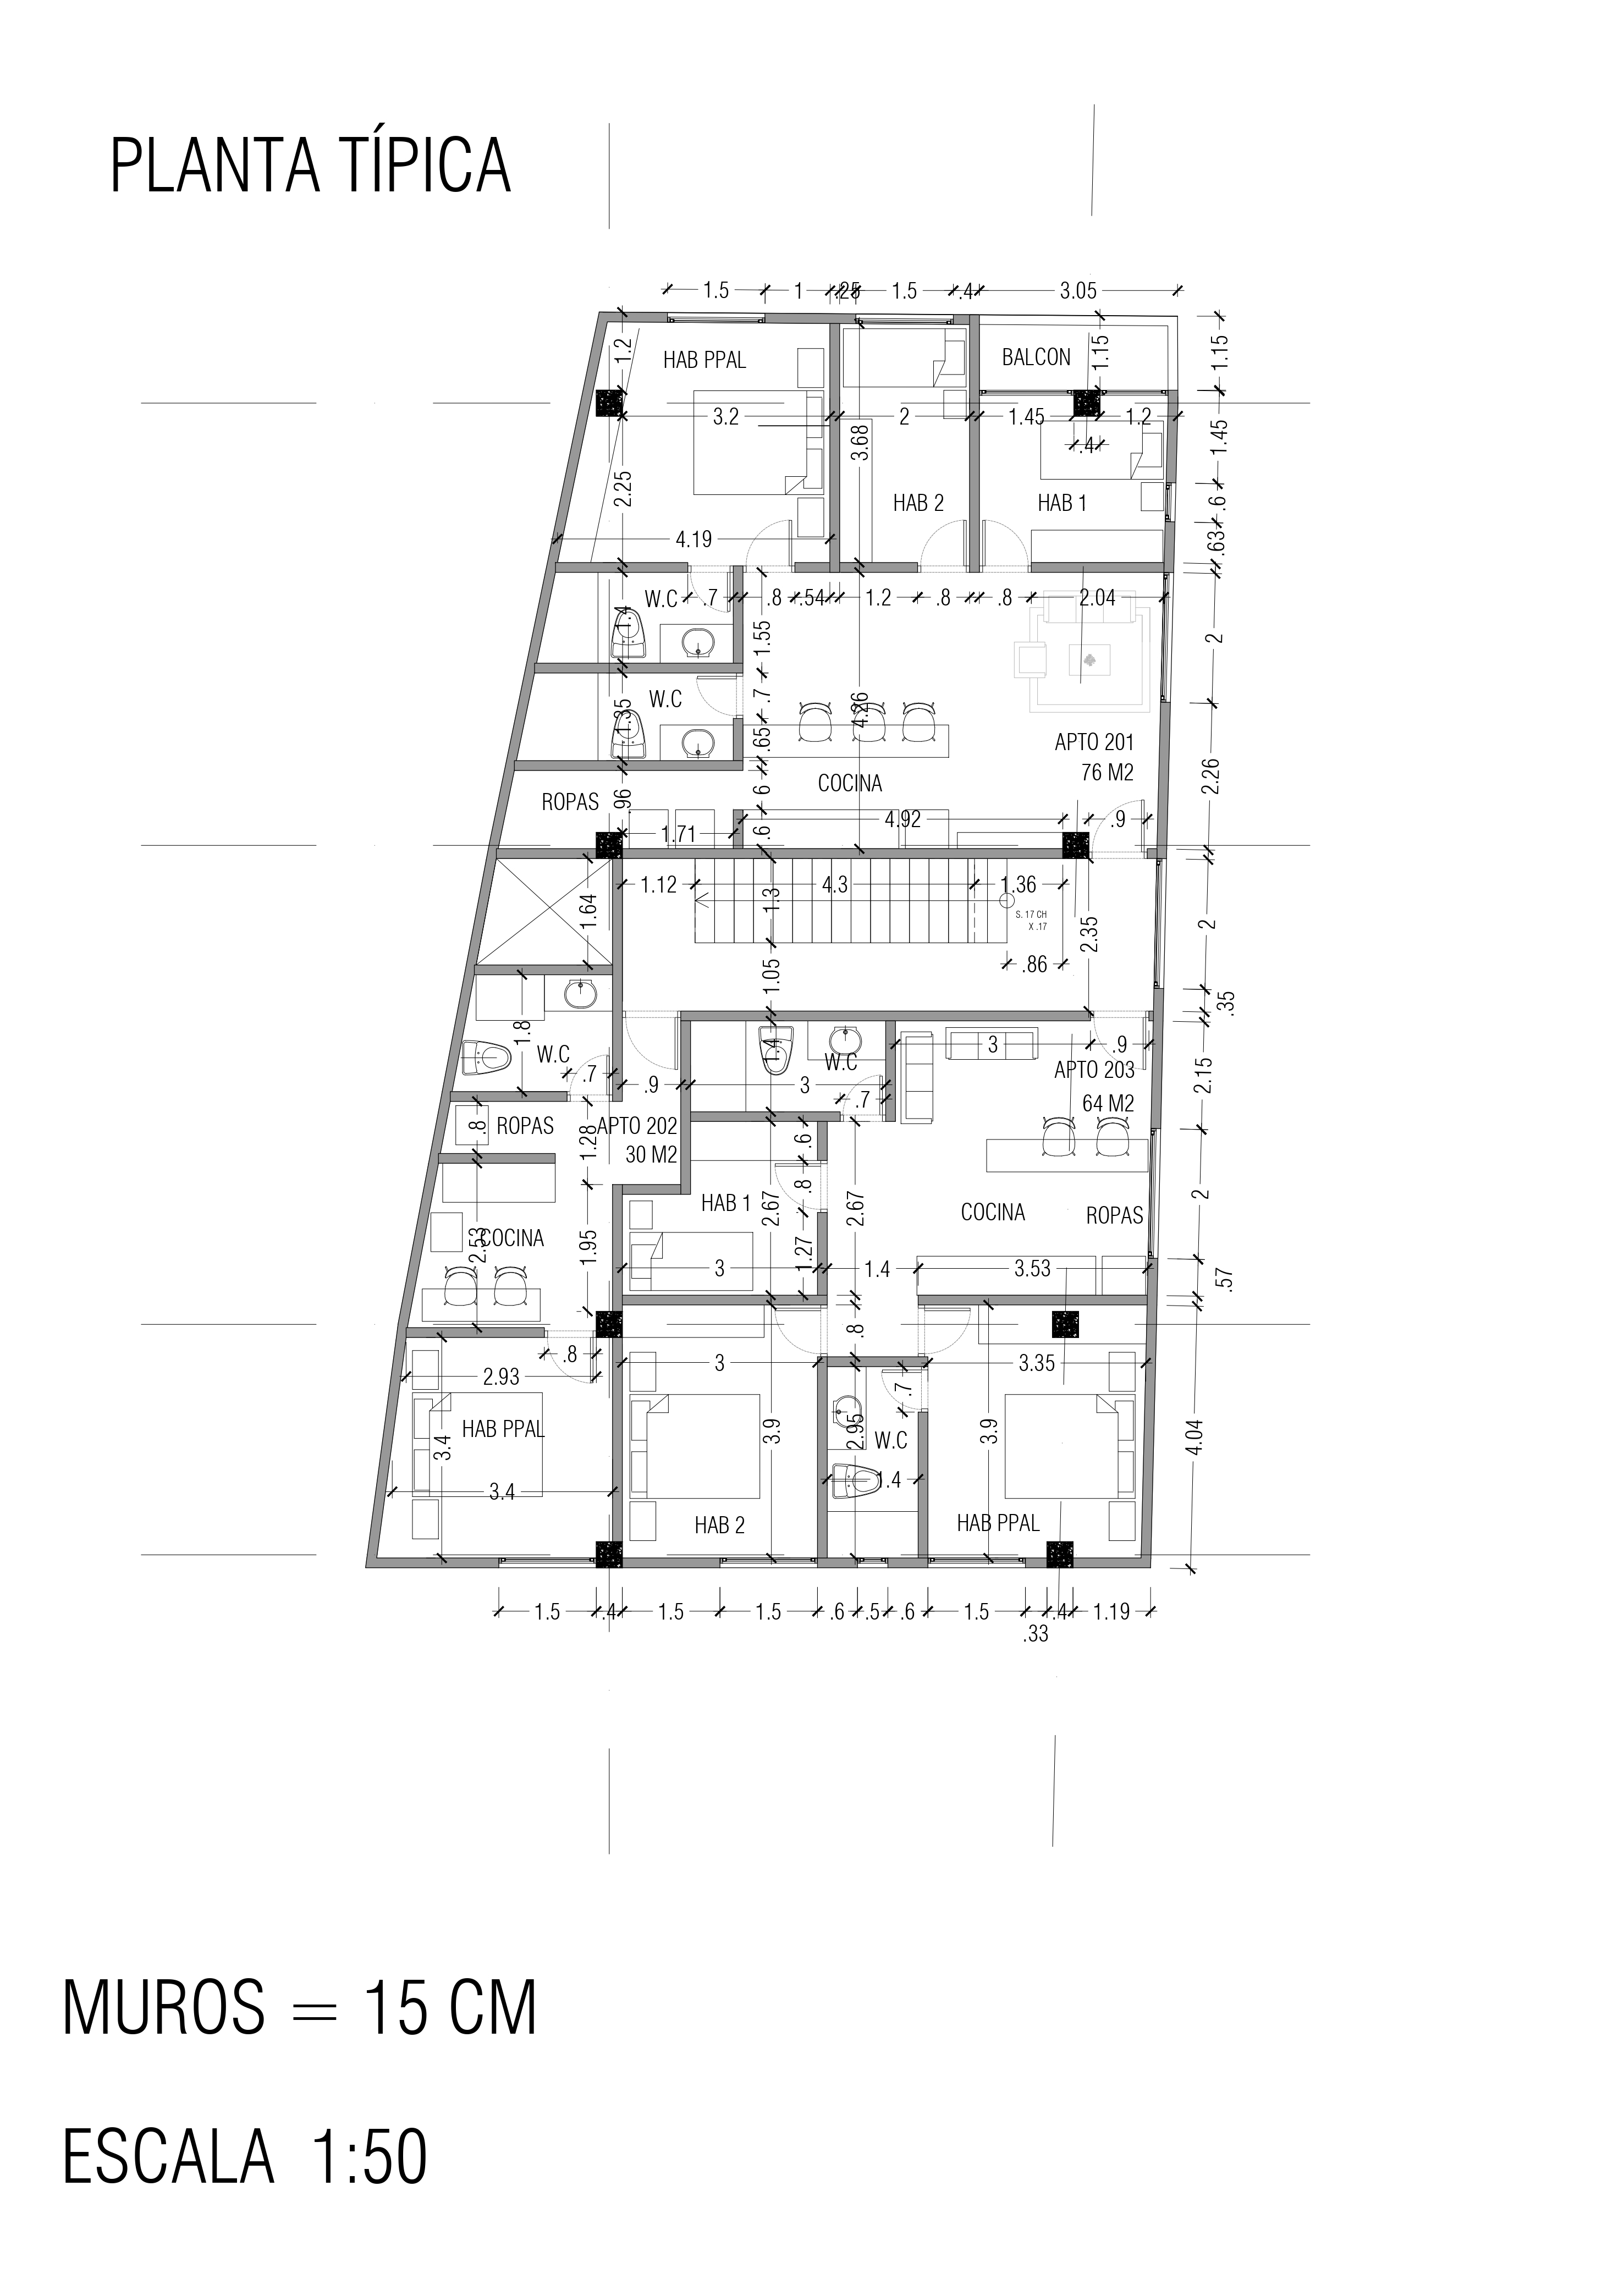 PLANTA TÍPICA
1.5 1 .25 1.5 .4 3.05
1.2 HAB PPAL BALCON 1.15 1.15
3.2 2 1.45 1.2
3.68 .4 1.45
2.25 HAB 2 HAB 1 .6
4.19 .63
W.C .7 .8 .54 1.2 .8 .8 2.04
1.4 1.55 2
W.C .7
1.35 .65 4.26
APTO 201
76 M2
COCINA 2.26
ROPAS .96 6
1.71 .6 4.92 .9
1.12 4.3 1.36
1.64 1.3 S. 17 CH
X .17
2.35 2
.86
1.05 .35
1.8 1.4 3 .9
W.C W.C APTO 203
.7 .9 3 .7 2.15
64 M2
.8 ROPAS 1.28 APTO 202 .6
30 M2
.8
HAB 1 2.67 2.67 COCINA ROPAS 2
2.53 COCINA 1.95 1.27
3 1.4 3.53 .57
.8
.8 3 3.35
2.93 .7
HAB PPAL 3.4 3.9 2.95 W.C 3.9 4.04
3.4 1.4
HAB 2 HAB PPAL
1.5 .4 1.5 1.5 .6 .5 .6 1.5 .4 1.19
.33
MUROS = 15 CM
ESCALA 1:50